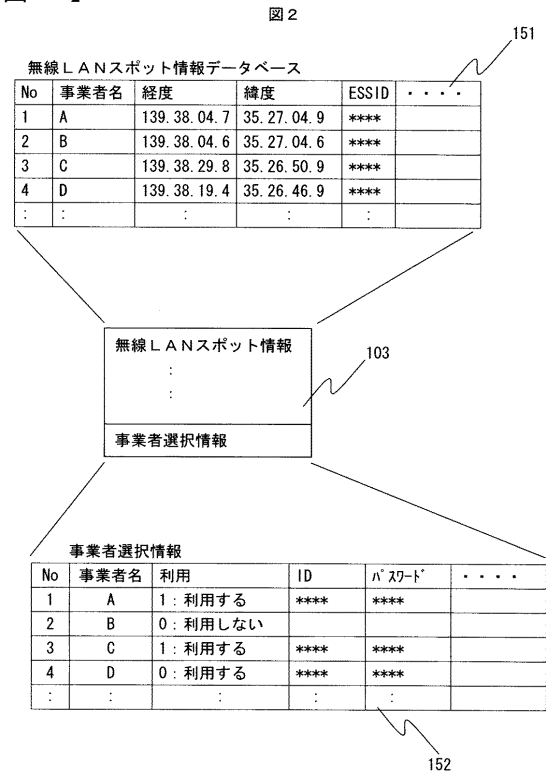 図２
151
無線ＬＡＮスポット情報データベース
No 事業者名 経度 緯度 ESSID ・・・・
1 A 139.38.04.7 35.27.04.9 ****
2 B 139.38.04.6 35.27.04.6 ****
3 C 139.38.29.8 35.26.50.9 ****
4 D 139.38.19.4 35.26.46.9 ****
: : : : :
無線ＬＡＮスポット情報
:
:
103
事業者選択情報
事業者選択情報
No 事業者名 利用 ID ﾊﾟｽﾜｰﾄﾞ ・・・・
1 A 1：利用する **** ****
2 B 0：利用しない
3 C 1：利用する **** ****
4 D 0：利用する **** ****
: : : : :
152